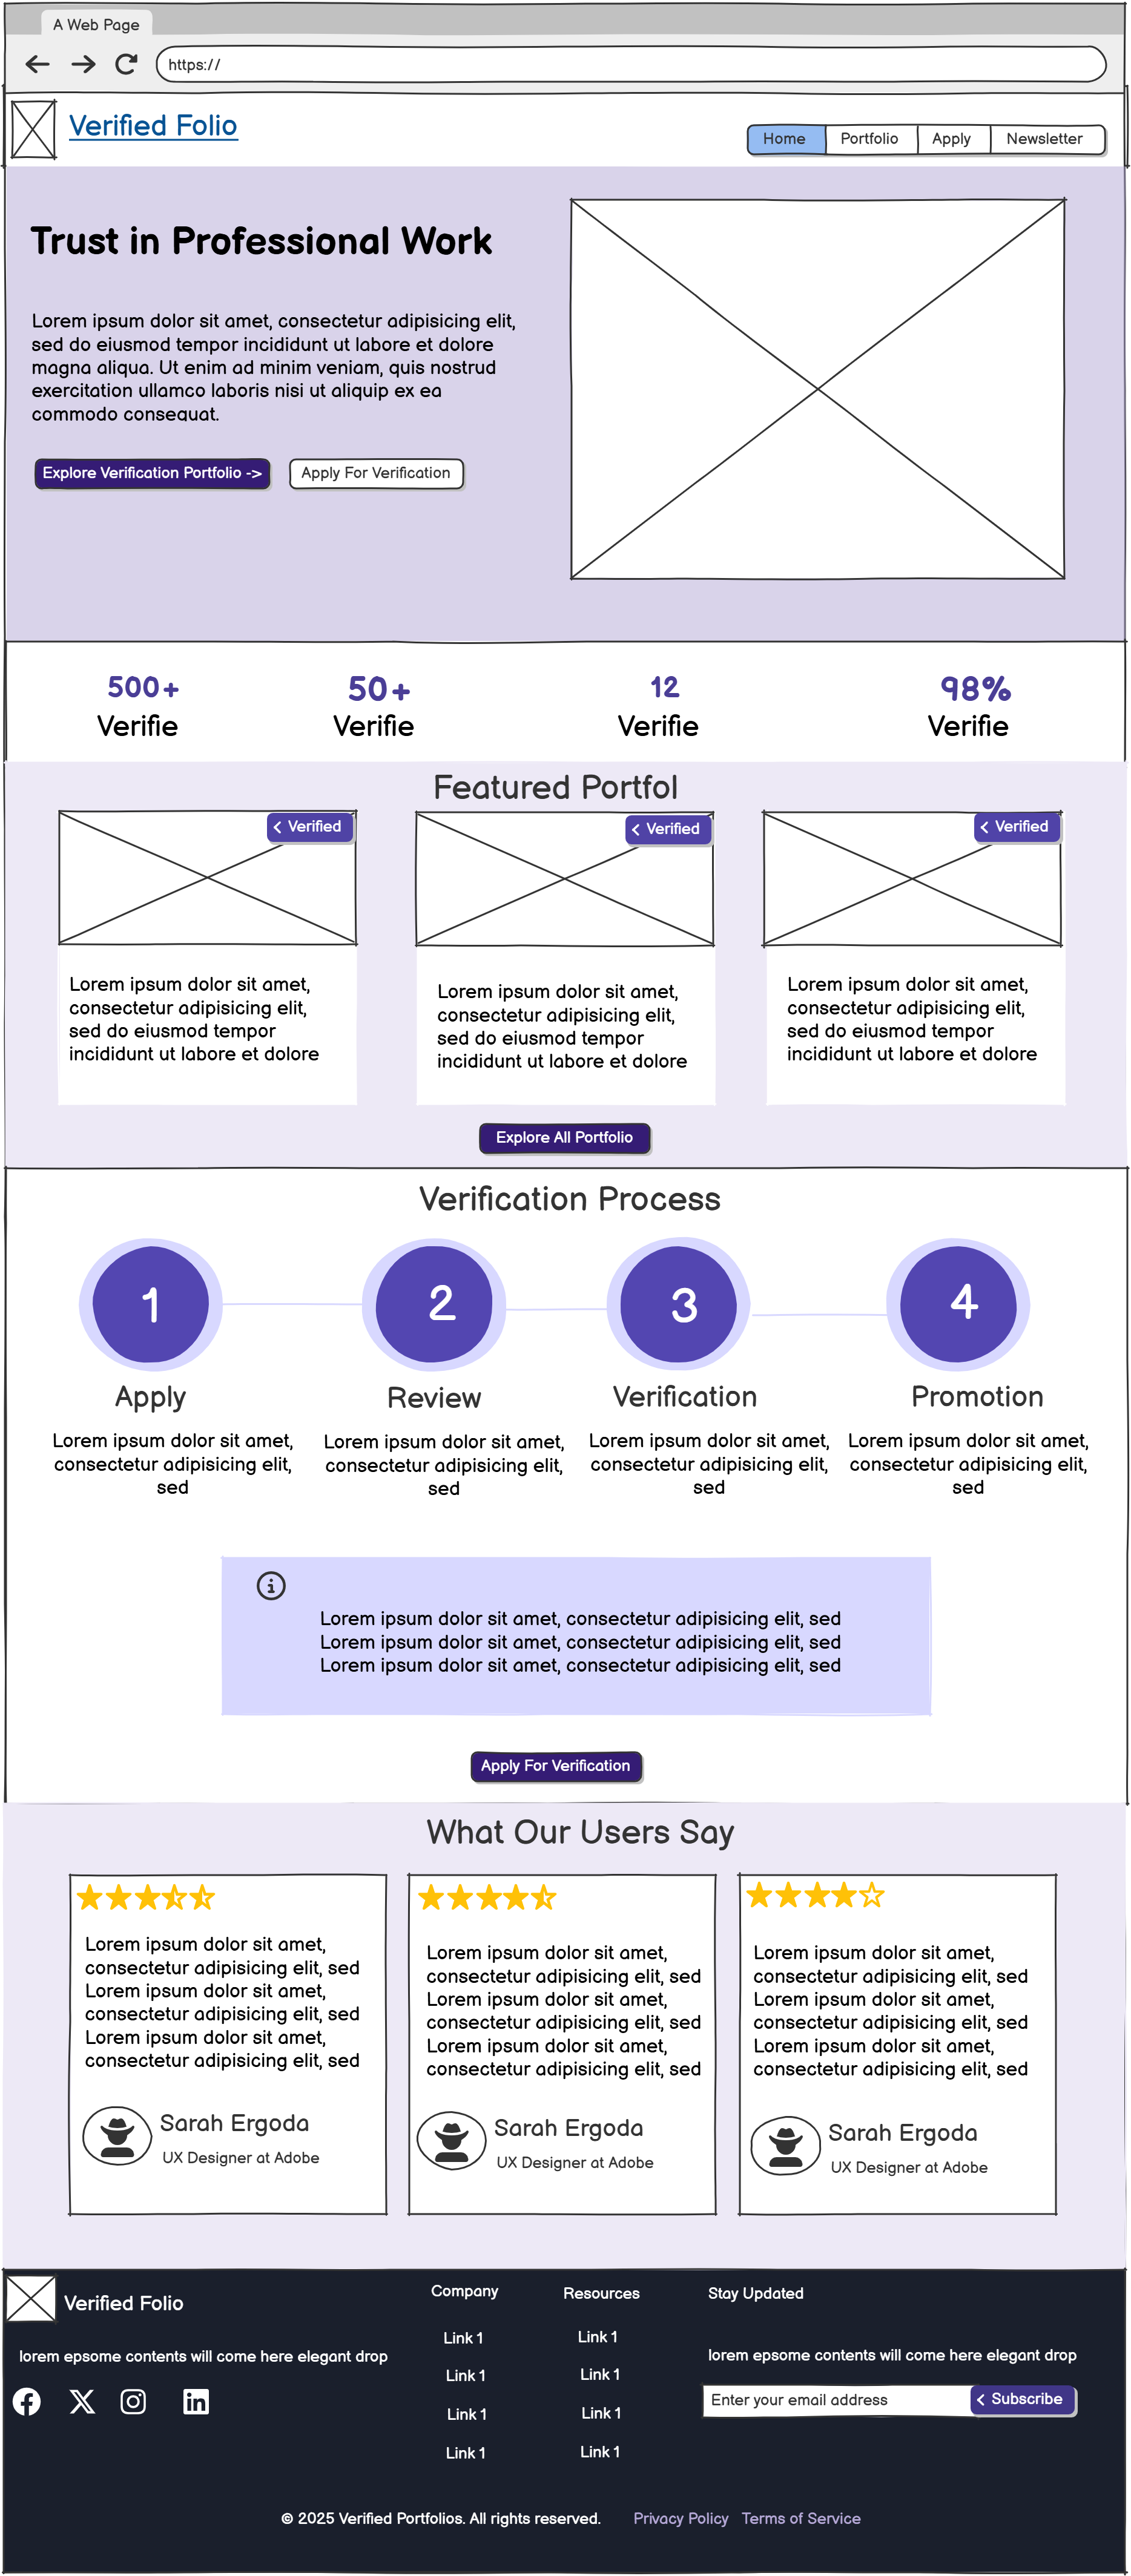 A Web Page
https://
Verified Folio
Home
Portfolio
Apply
Newsletter
Trust in Professional Work
Lorem ipsum dolor sit amet, consectetur adipisicing elit,
sed do eiusmod tempor incididunt ut labore et dolore
magna aliqua. Ut enim ad minim veniam, quis nostrud
exercitation ullamco laboris nisi ut aliquip ex ea
commodo consequat.
Explore Verification Portfolio ->
Apply For Verification
500+
50+
12
98%
Verifie
Verifie
Verifie
Verifie
Featured Portfol
Verified
Verified
Verified
Lorem ipsum dolor sit amet,
consectetur adipisicing elit,
sed do eiusmod tempor
incididunt ut labore et dolore
Lorem ipsum dolor sit amet,
consectetur adipisicing elit,
sed do eiusmod tempor
incididunt ut labore et dolore
Lorem ipsum dolor sit amet,
consectetur adipisicing elit,
sed do eiusmod tempor
incididunt ut labore et dolore
Explore All Portfolio
Verification Process
1
2
3
4
Apply
Review
Verification
Promotion
Lorem ipsum dolor sit amet,
consectetur adipisicing elit,
sed
Lorem ipsum dolor sit amet,
consectetur adipisicing elit,
sed
Lorem ipsum dolor sit amet,
consectetur adipisicing elit,
sed
Lorem ipsum dolor sit amet,
consectetur adipisicing elit,
sed
Lorem ipsum dolor sit amet, consectetur adipisicing elit, sed
Lorem ipsum dolor sit amet, consectetur adipisicing elit, sed
Lorem ipsum dolor sit amet, consectetur adipisicing elit, sed
Apply For Verification
What Our Users Say
Lorem ipsum dolor sit amet,
consectetur adipisicing elit, sed
Lorem ipsum dolor sit amet,
consectetur adipisicing elit, sed
Lorem ipsum dolor sit amet,
consectetur adipisicing elit, sed
Sarah Ergoda
UX Designer at Adobe
Lorem ipsum dolor sit amet,
consectetur adipisicing elit, sed
Lorem ipsum dolor sit amet,
consectetur adipisicing elit, sed
Lorem ipsum dolor sit amet,
consectetur adipisicing elit, sed
Sarah Ergoda
UX Designer at Adobe
Lorem ipsum dolor sit amet,
consectetur adipisicing elit, sed
Lorem ipsum dolor sit amet,
consectetur adipisicing elit, sed
Lorem ipsum dolor sit amet,
consectetur adipisicing elit, sed
Sarah Ergoda
UX Designer at Adobe
Verified Folio
lorem epsome contents will come here elegant drop
Company
Link 1
Link 1
Link 1
Link 1
Resources
Link 1
Link 1
Link 1
Link 1
Stay Updated
lorem epsome contents will come here elegant drop
Enter your email address
Subscribe
© 2025 Verified Portfolios. All rights reserved.
Privacy Policy
Terms of Service